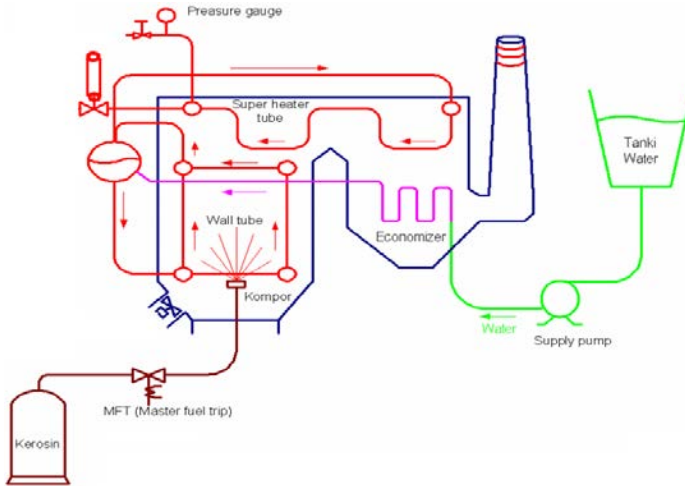 Preasure gauge
Super heater
tube
Tanki
Water
Wall tube
Economizer
Kompor
Water
Supply pump
MFT (Master fuel trip)
Kerosin